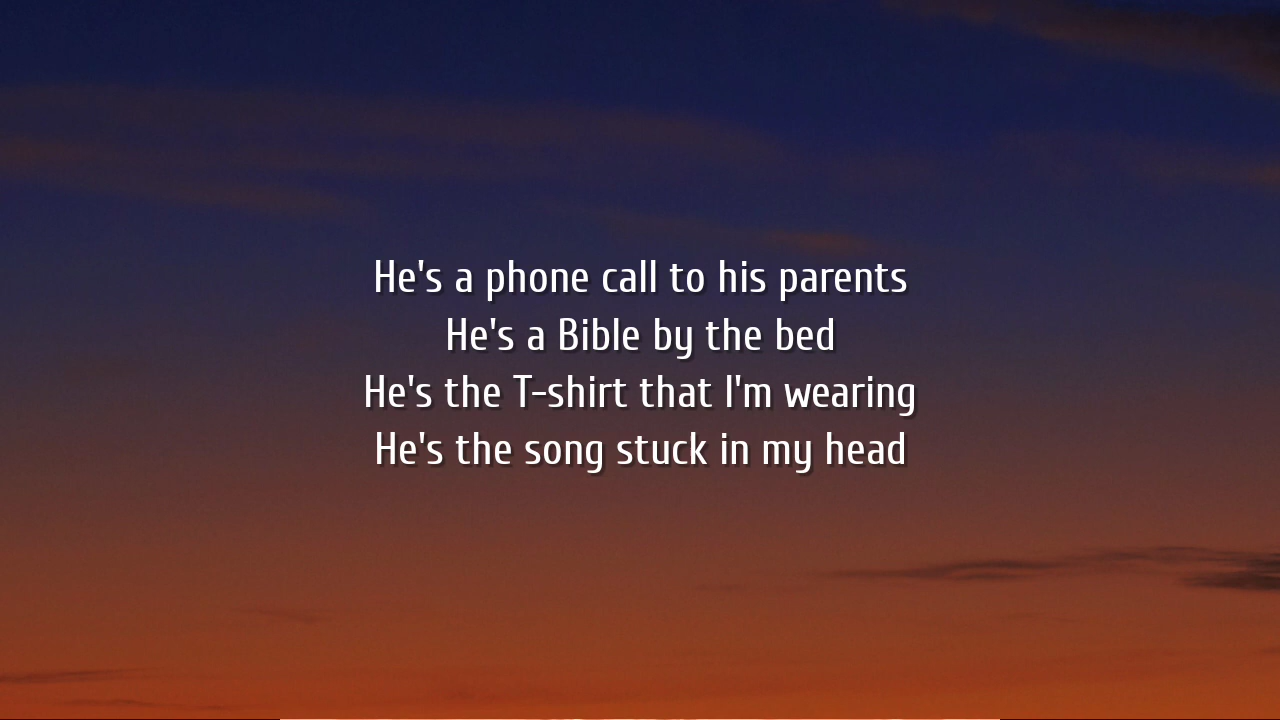 He's a phone call to his parents
He's a Bible by the bed
He's the T-shirt that I'm wearing
He's the song stuck in my head